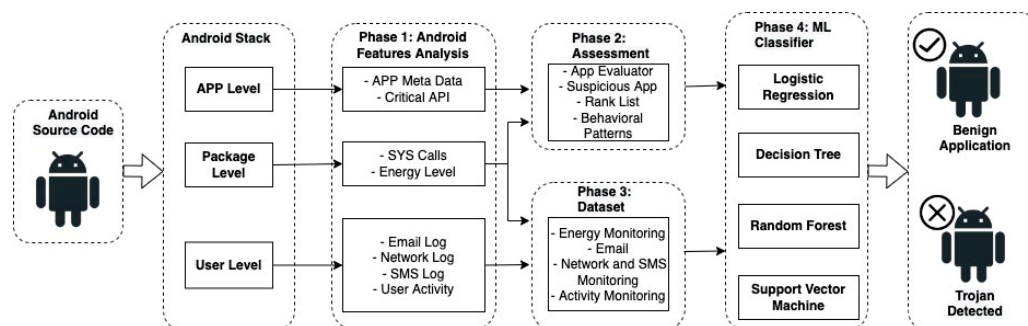 Android
Source Code
Android Stack
APP Level
Package
Level
User Level
Phase 1: Android
Features Analysis
- APP Meta Data
- Critical API
- SYS Calls
- Energy Level
- Email Log
- Network Log
- SMS Log
- User Activity
Phase 2:
Assessment
- App Evaluator
- Suspicious App
- Rank List
- Behavioral
Patterns
Phase 3:
Dataset
- Energy Monitoring
- Email
- Network and SMS
Monitoring
- Activity Monitoring
Phase 4: ML
Classifier
Logistic
Regression
Decision Tree
Random Forest
Support Vector
Machine
Benign
Application
Trojan
Detected